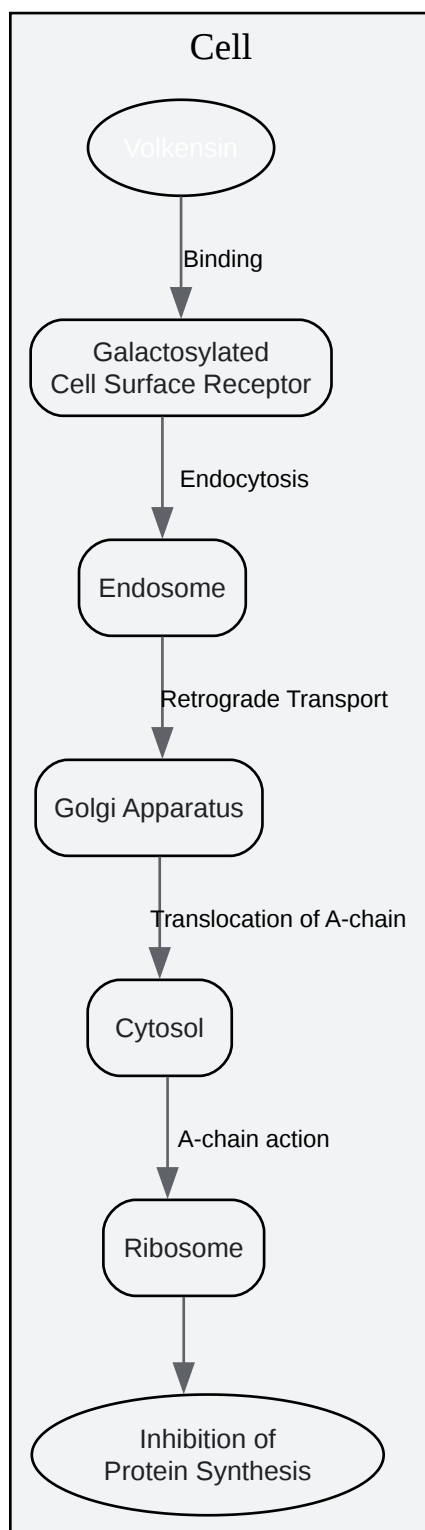 Cell
Volkensin
Binding
Galactosylated
Cell Surface Receptor
Endocytosis
Endosome
Retrograde Transport
Golgi Apparatus
Translocation of A-chain
Cytosol
A-chain action
Ribosome
Inhibition of
Protein Synthesis